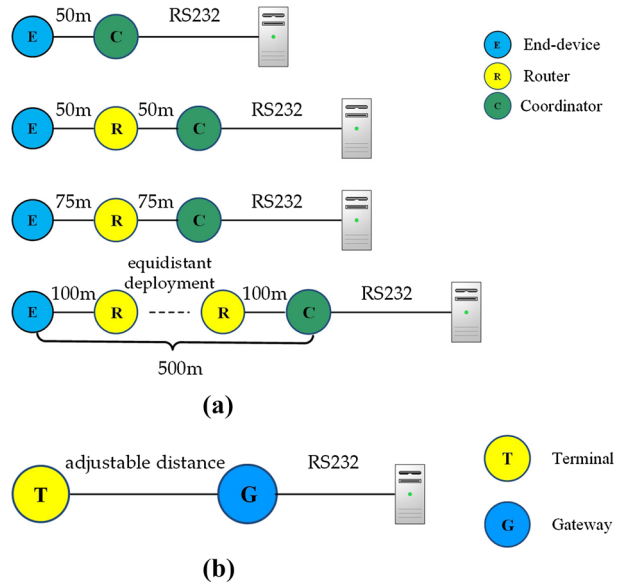 50m RS232
E C
E End-device
R Router
C Coordinator
50m 50m RS232
E R C
75m 75m RS232
E R C
equidistant
deployment
100m 100m RS232
E R R C
500m
(a)
adjustable distance RS232
T G
T Terminal
G Gateway
(b)